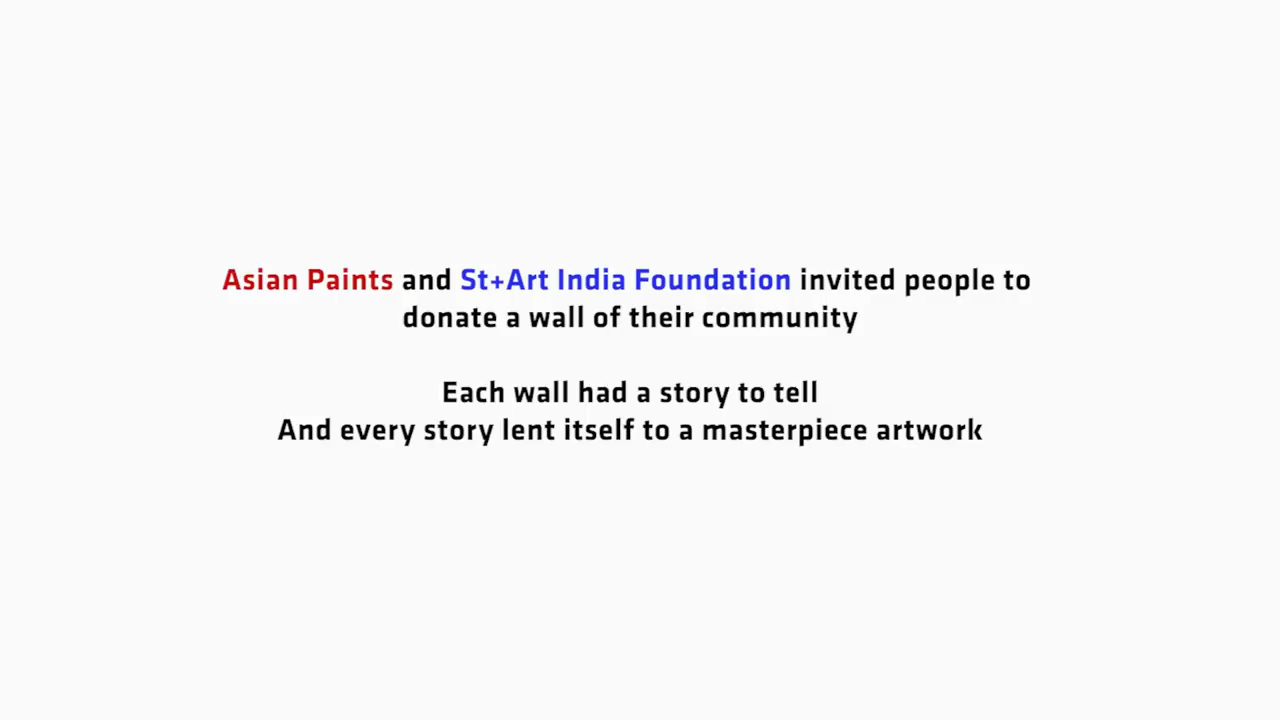 Asian Paints and St+Art India Foundation invited people to
donate a wall of their community
Each wall had a story to tell
And every story lent itself to a masterpiece artwork